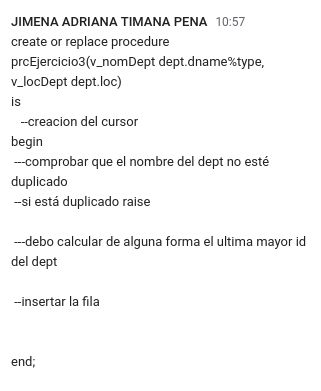 JIMENA ADRIANA TIMANA PENA 10:57
create or replace procedure
prcEjercicio3(v_nomDept dept.dname%type,
v_locDept dept.loc)
is
--creacion del cursor
begin
---comprobar que el nombre del dept no esté
duplicado
--si está duplicado raise
---debo calcular de alguna forma el ultima mayor id
del dept
--insertar la fila
end;